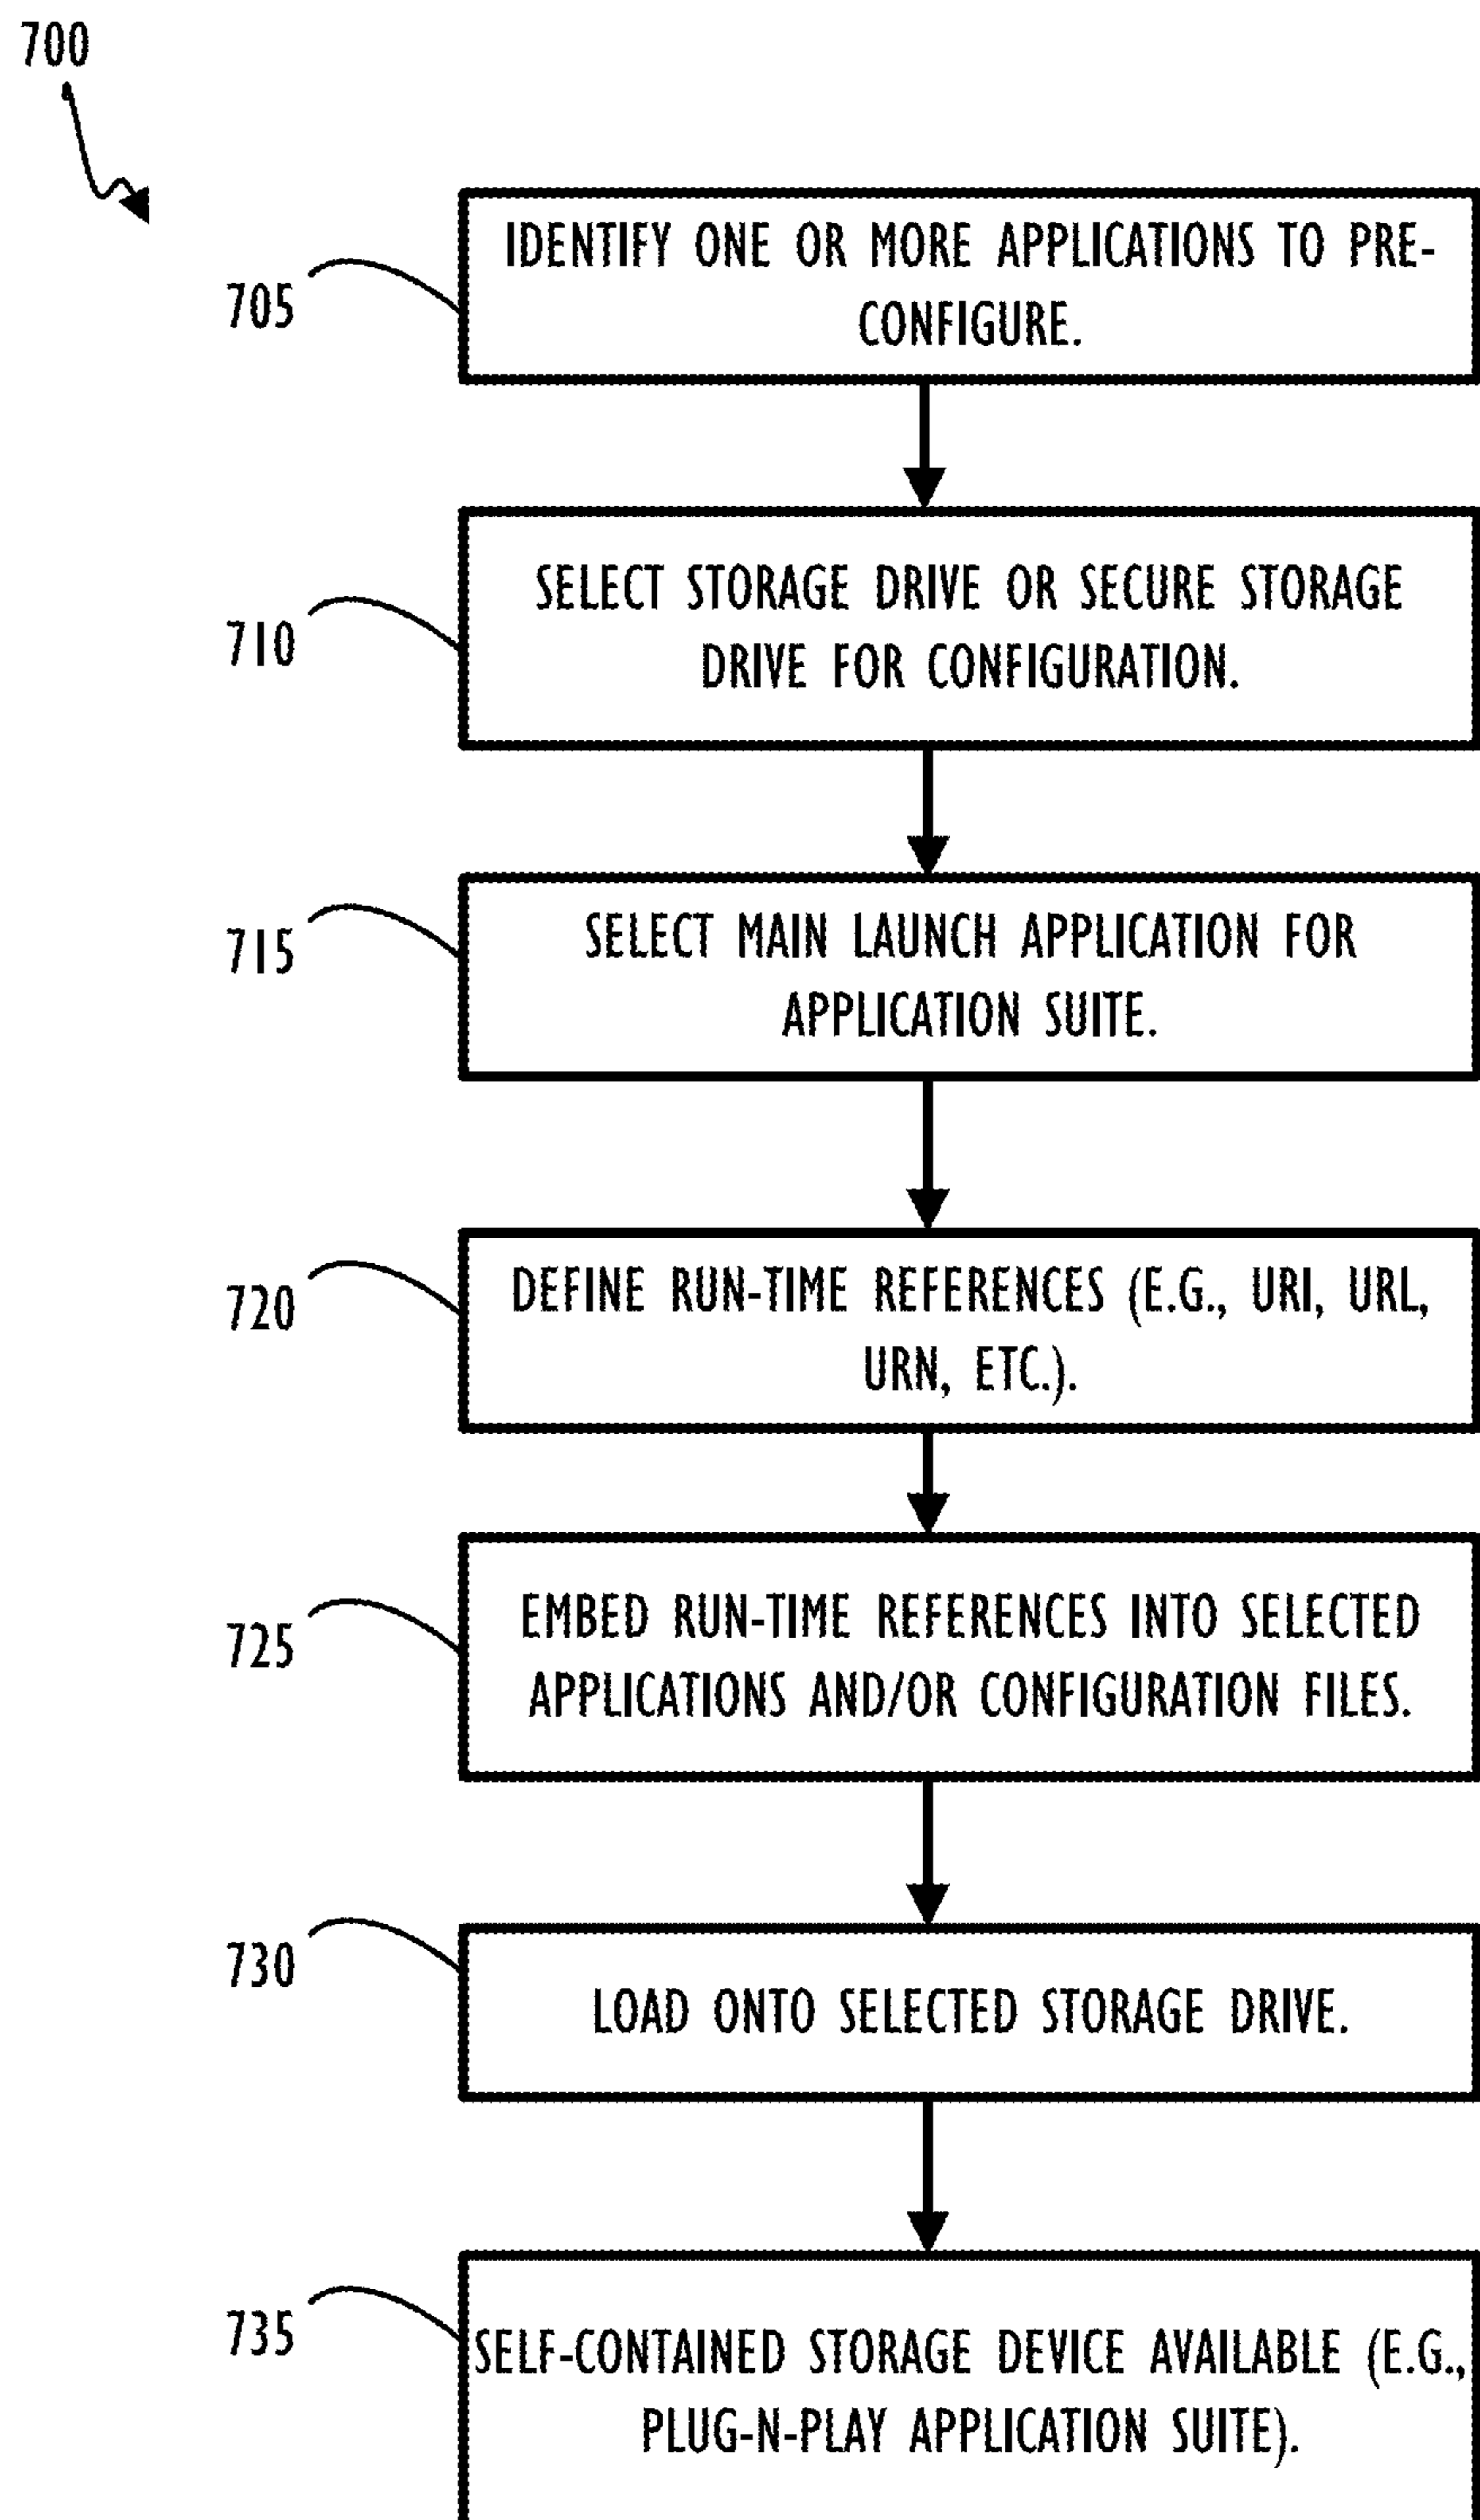 700
705
IDENTIFY ONE OR MORE APPLICATIONS TO PRE-
CONFIGURE.
710
SELECT STORAGE DRIVE OR SECURE STORAGE
DRIVE FOR CONFIGURATION.
715
SELECT MAIN LAUNCH APPLICATION FOR
APPLICATION SUITE.
720
DEFINE RUN-TIME REFERENCES (E.G., URI, URL,
URN, ETC.).
725
EMBED RUN-TIME REFERENCES INTO SELECTED
APPLICATIONS AND/OR CONFIGURATION FILES.
730
LOAD ONTO SELECTED STORAGE DRIVE.
735
SELF-CONTAINED STORAGE DEVICE AVAILABLE (E.G.,
PLUG-N-PLAY APPLICATION SUITE).